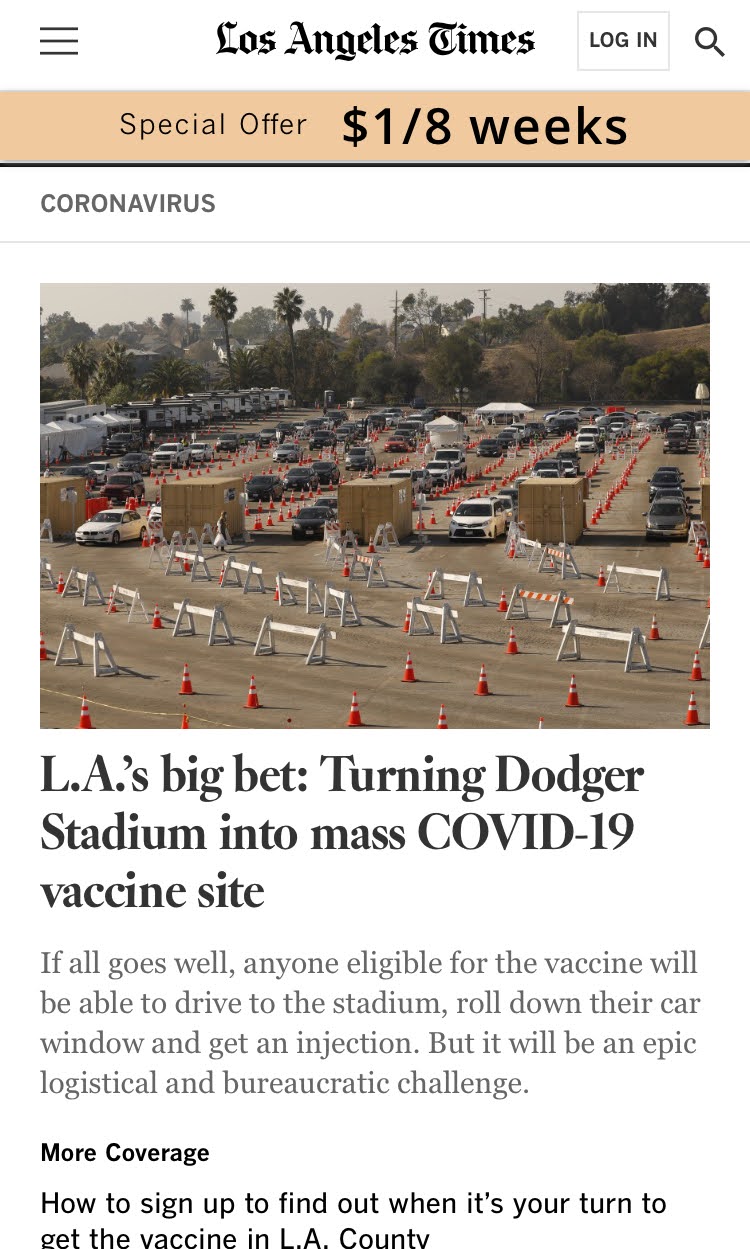 Los Angeles Times
LOG IN
Special Offer $1/8 weeks
CORONAVIRUS
L.A.’s big bet: Turning Dodger
Stadium into mass COVID-19
vaccine site
If all goes well, anyone eligible for the vaccine will
be able to drive to the stadium, roll down their car
window and get an injection. But it will be an epic
logistical and bureaucratic challenge.
More Coverage
How to sign up to find out when it’s your turn to
get the vaccine in L.A. County